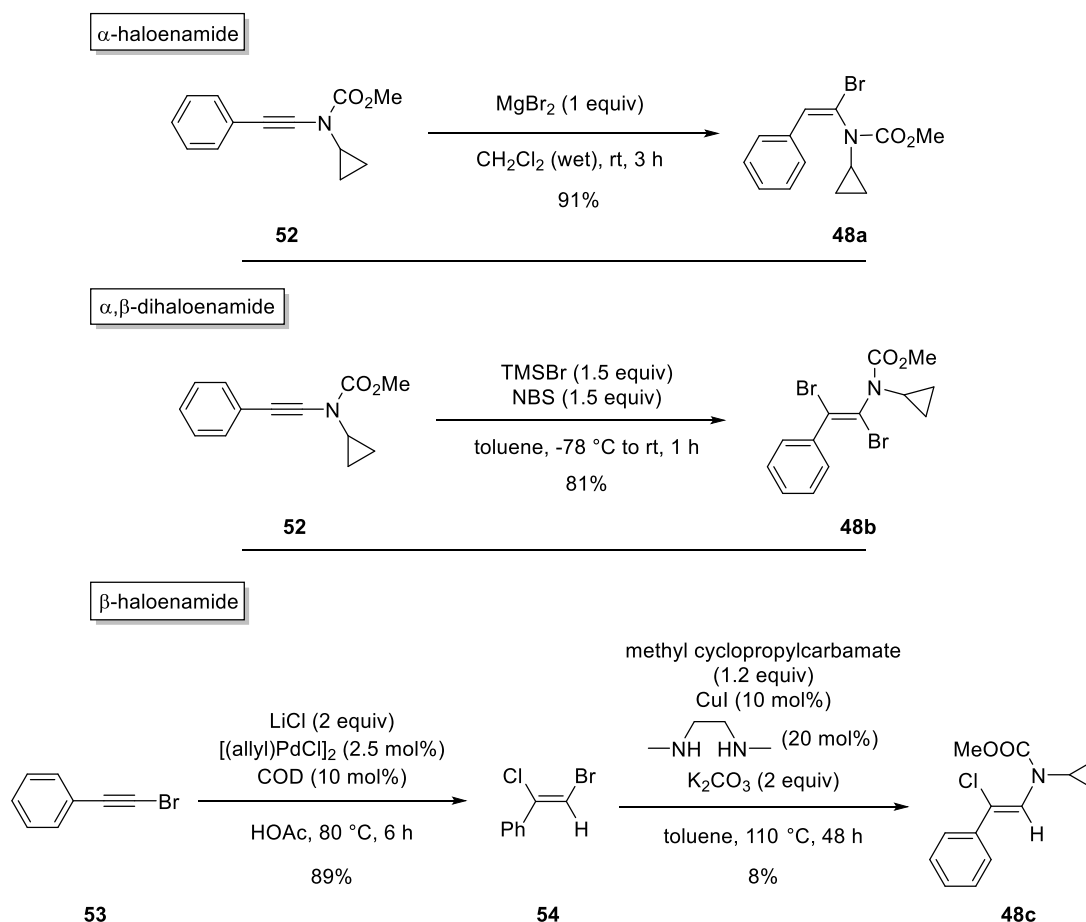 α-haloenamide
CO₂Me
N
MgBr₂ (1 equiv)
CH₂Cl₂ (wet), rt, 3 h
91%
Br
N
CO₂Me
52
48a
α,β-dihaloenamide
CO₂Me
N
TMSBr (1.5 equiv)
NBS (1.5 equiv)
toluene, -78 °C to rt, 1 h
81%
CO₂Me
Br
N
Br
52
48b
β-haloenamide
Br
LiCl (2 equiv)
[(allyl)PdCl]₂ (2.5 mol%)
COD (10 mol%)
HOAc, 80 °C, 6 h
89%
Cl
Br
Ph
H
methyl cyclopropylcarbamate
(1.2 equiv)
CuI (10 mol%)
NH HN (20 mol%)
K₂CO₃ (2 equiv)
toluene, 110 °C, 48 h
8%
MeOOC
N
Cl
H
53
54
48c